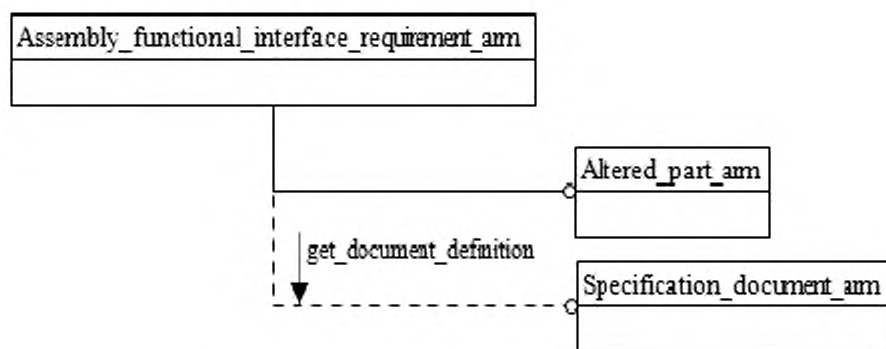 Assembly_functional_interface_requirement_arm
Altered_part_arm
get_document_definition
Specification_document_arm